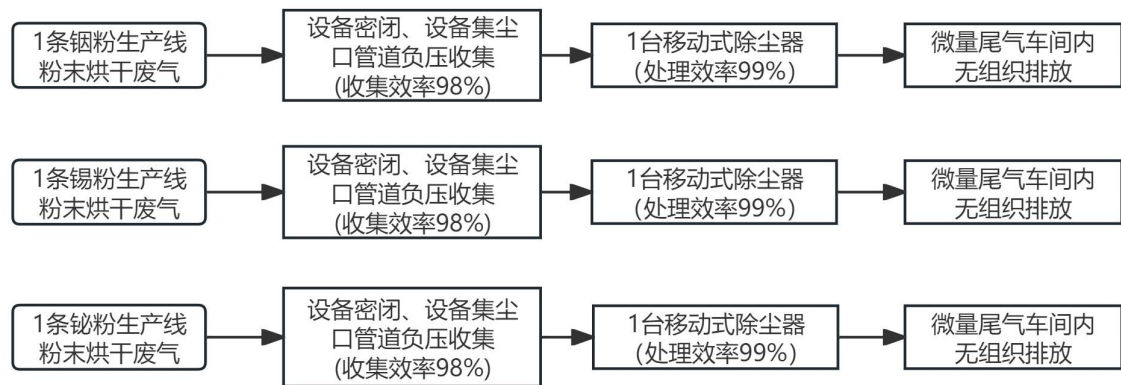 1条铟粉生产线
粉末烘干废气
设备密闭、设备集尘
口管道负压收集
(收集效率98%)
1台移动式除尘器
（处理效率99%）
微量尾气车间内
无组织排放
1条锡粉生产线
粉末烘干废气
设备密闭、设备集尘
口管道负压收集
(收集效率98%)
1台移动式除尘器
（处理效率99%）
微量尾气车间内
无组织排放
1条铋粉生产线
粉末烘干废气
设备密闭、设备集尘
口管道负压收集
(收集效率98%)
1台移动式除尘器
（处理效率99%）
微量尾气车间内
无组织排放